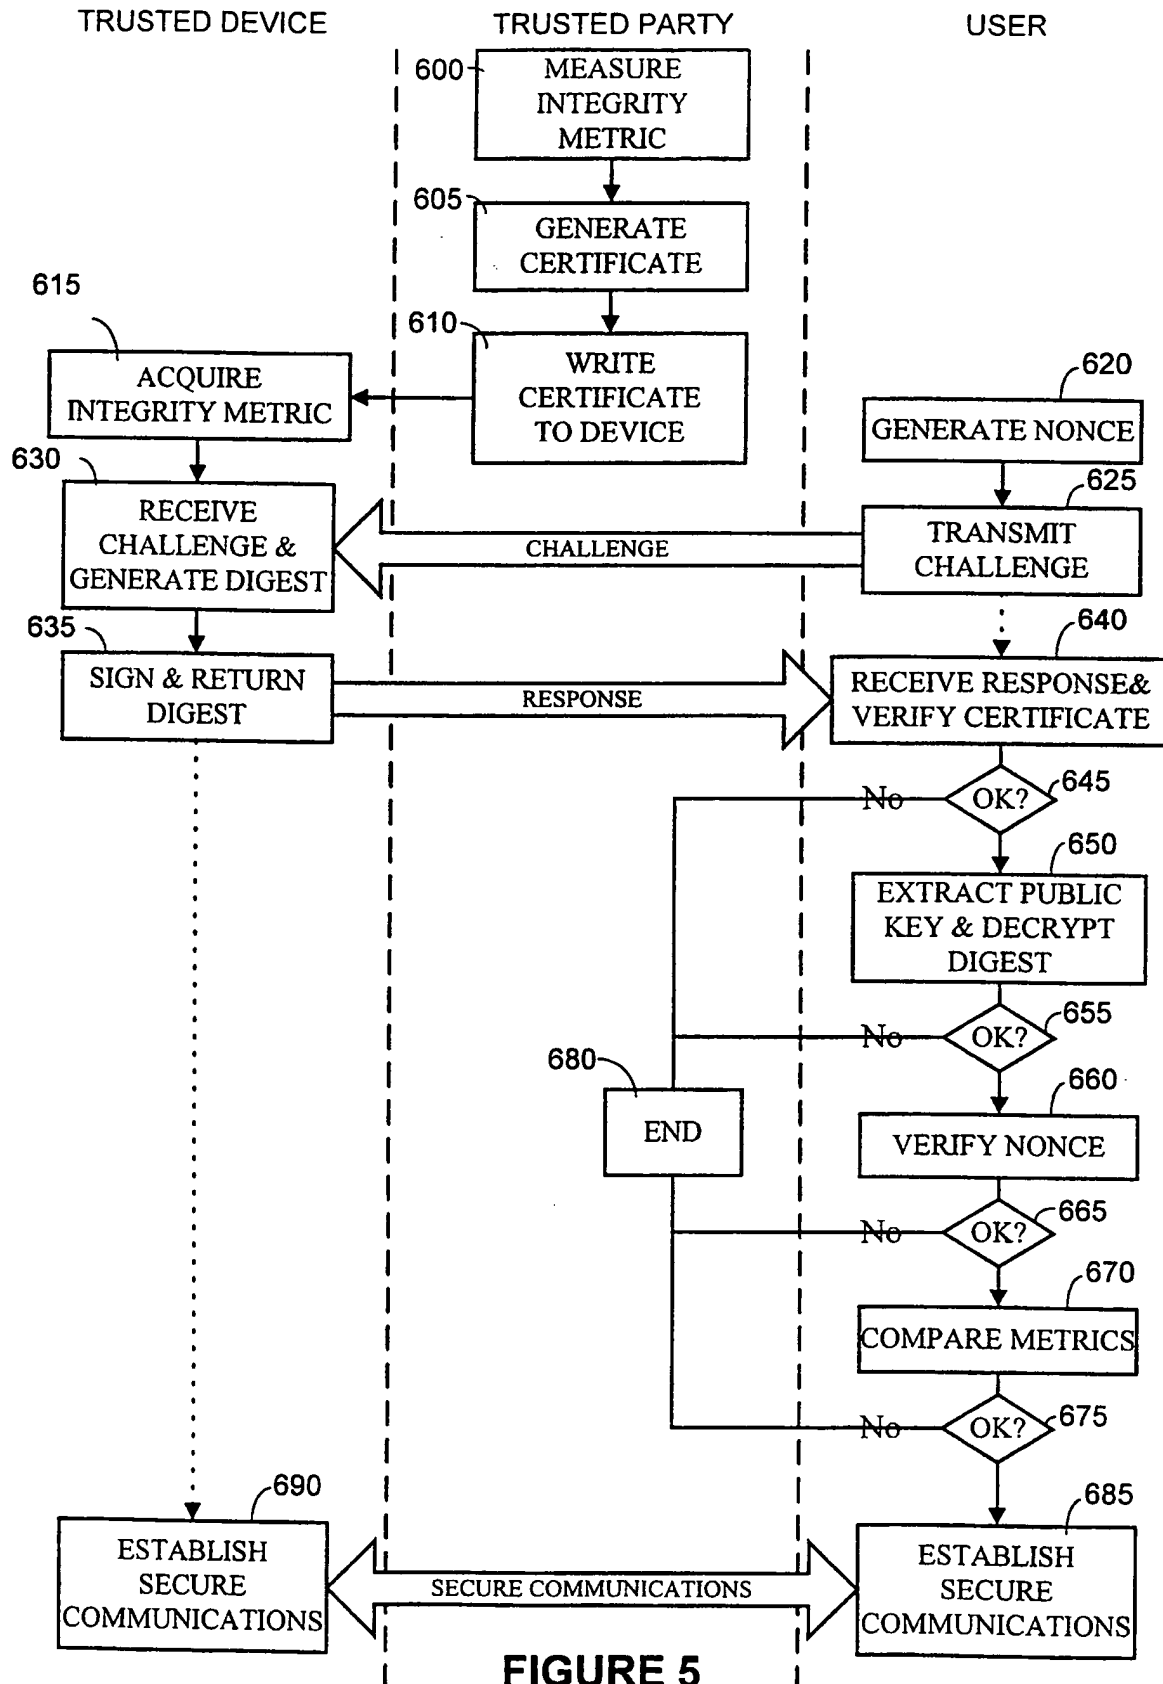 TRUSTED DEVICE
TRUSTED PARTY
USER
600
MEASURE
INTEGRITY
METRIC
605
GENERATE
CERTIFICATE
610
WRITE
CERTIFICATE
TO DEVICE
615
ACQUIRE
INTEGRITY METRIC
620
GENERATE NONCE
625
TRANSMIT
CHALLENGE
CHALLENGE
630
RECEIVE
CHALLENGE &
GENERATE DIGEST
635
SIGN & RETURN
DIGEST
RESPONSE
640
RECEIVE RESPONSE&
VERIFY CERTIFICATE
645
OK?
No
650
EXTRACT PUBLIC
KEY & DECRYPT
DIGEST
655
OK?
No
680
END
660
VERIFY NONCE
665
OK?
No
670
COMPARE METRICS
675
OK?
No
690
ESTABLISH
SECURE
COMMUNICATIONS
SECURE COMMUNICATIONS
685
ESTABLISH
SECURE
COMMUNICATIONS
FIGURE 5